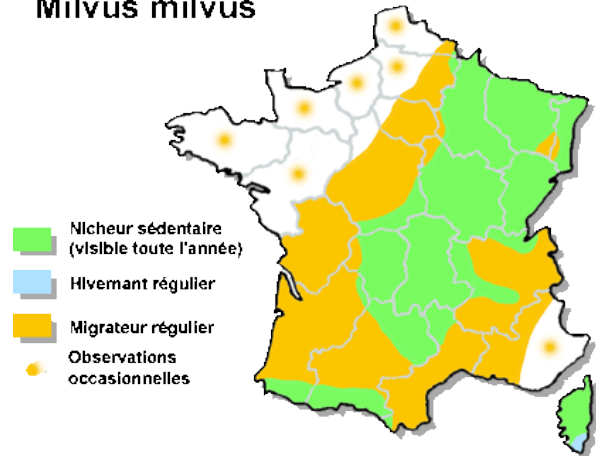 Milvus milvus
Nicheur sédentaire
(visible toute l'année)
Hivernant régulier
Migrateur régulier
Observations
occasionnelles